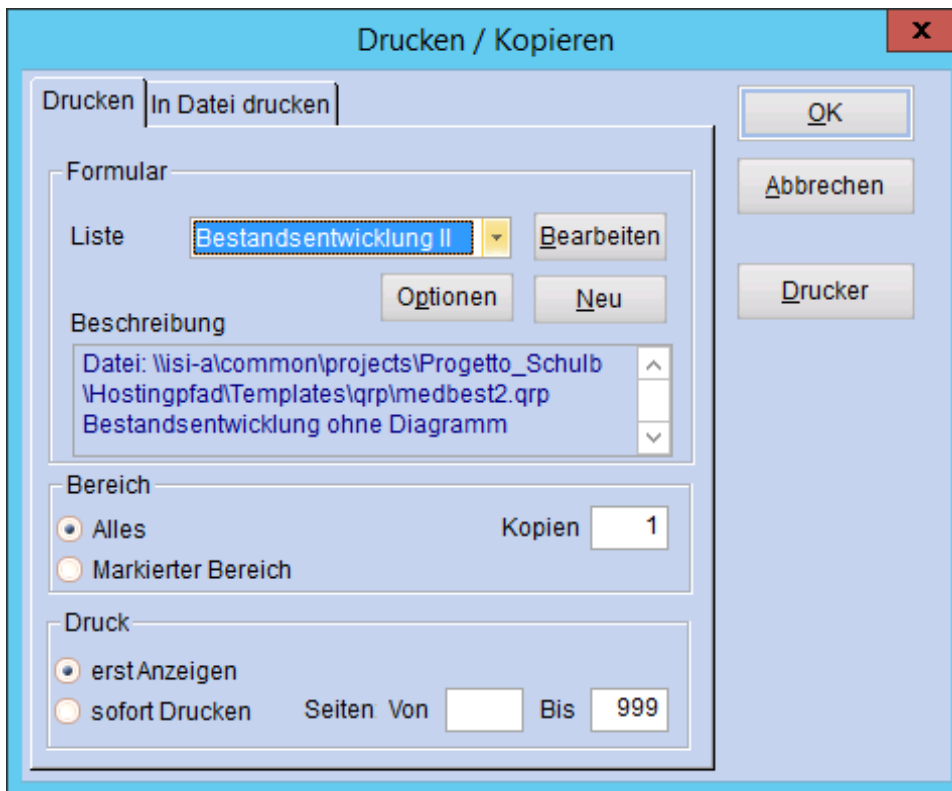 Drucken / Kopieren
x
Drucken In Datei drucken
OK
Abbrechen
Drucker
Formular
Liste Bestandsentwicklung II Bearbeiten
Optionen Neu
Beschreibung
Datei: \\isi-a\common\projects\Progetto_Schulb
\Hostingpfad\Templates\qrp\medbest2.qrp
Bestandsentwicklung ohne Diagramm
Bereich
Alles Kopien 1
Markierter Bereich
Druck
erst Anzeigen
sofort Drucken Seiten Von Bis 999